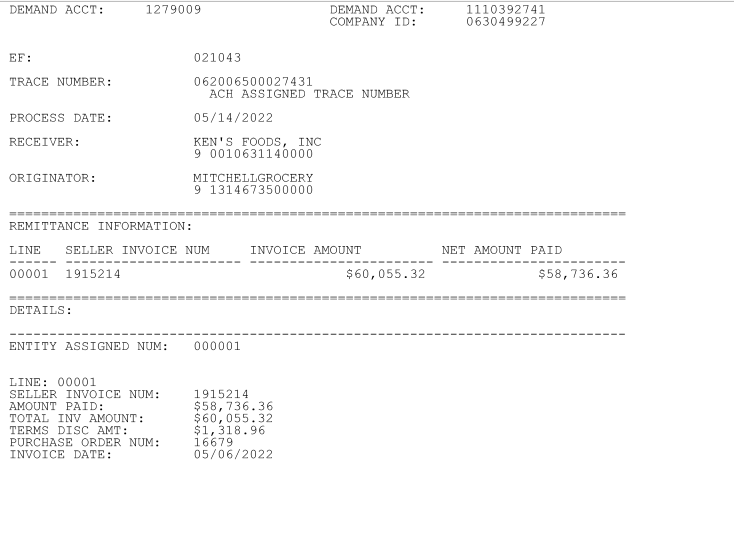 DEMAND ACCT: 1279009 DEMAND ACCT: 1110392741
COMPANY ID: 0630499227
EF: 021043
TRACE NUMBER: 062006500027431
ACH ASSIGNED TRACE NUMBER
PROCESS DATE: 05/14/2022
RECEIVER: KEN'S FOODS, INC
9 0010631140000
ORIGINATOR: MITCHELLGROCERY
9 1314673500000
==============================================================================
REMITTANCE INFORMATION:
LINE SELLER INVOICE NUM INVOICE AMOUNT NET AMOUNT PAID
------ ---------------------- ----------------------- -----------------------
00001 1915214 $60,055.32 $58,736.36
==============================================================================
DETAILS:
------------------------------------------------------------------------------
ENTITY ASSIGNED NUM: 000001
LINE: 00001
SELLER INVOICE NUM: 1915214
AMOUNT PAID: $58,736.36
TOTAL INV AMOUNT: $60,055.32
TERMS DISC AMT: $1,318.96
PURCHASE ORDER NUM: 16679
INVOICE DATE: 05/06/2022